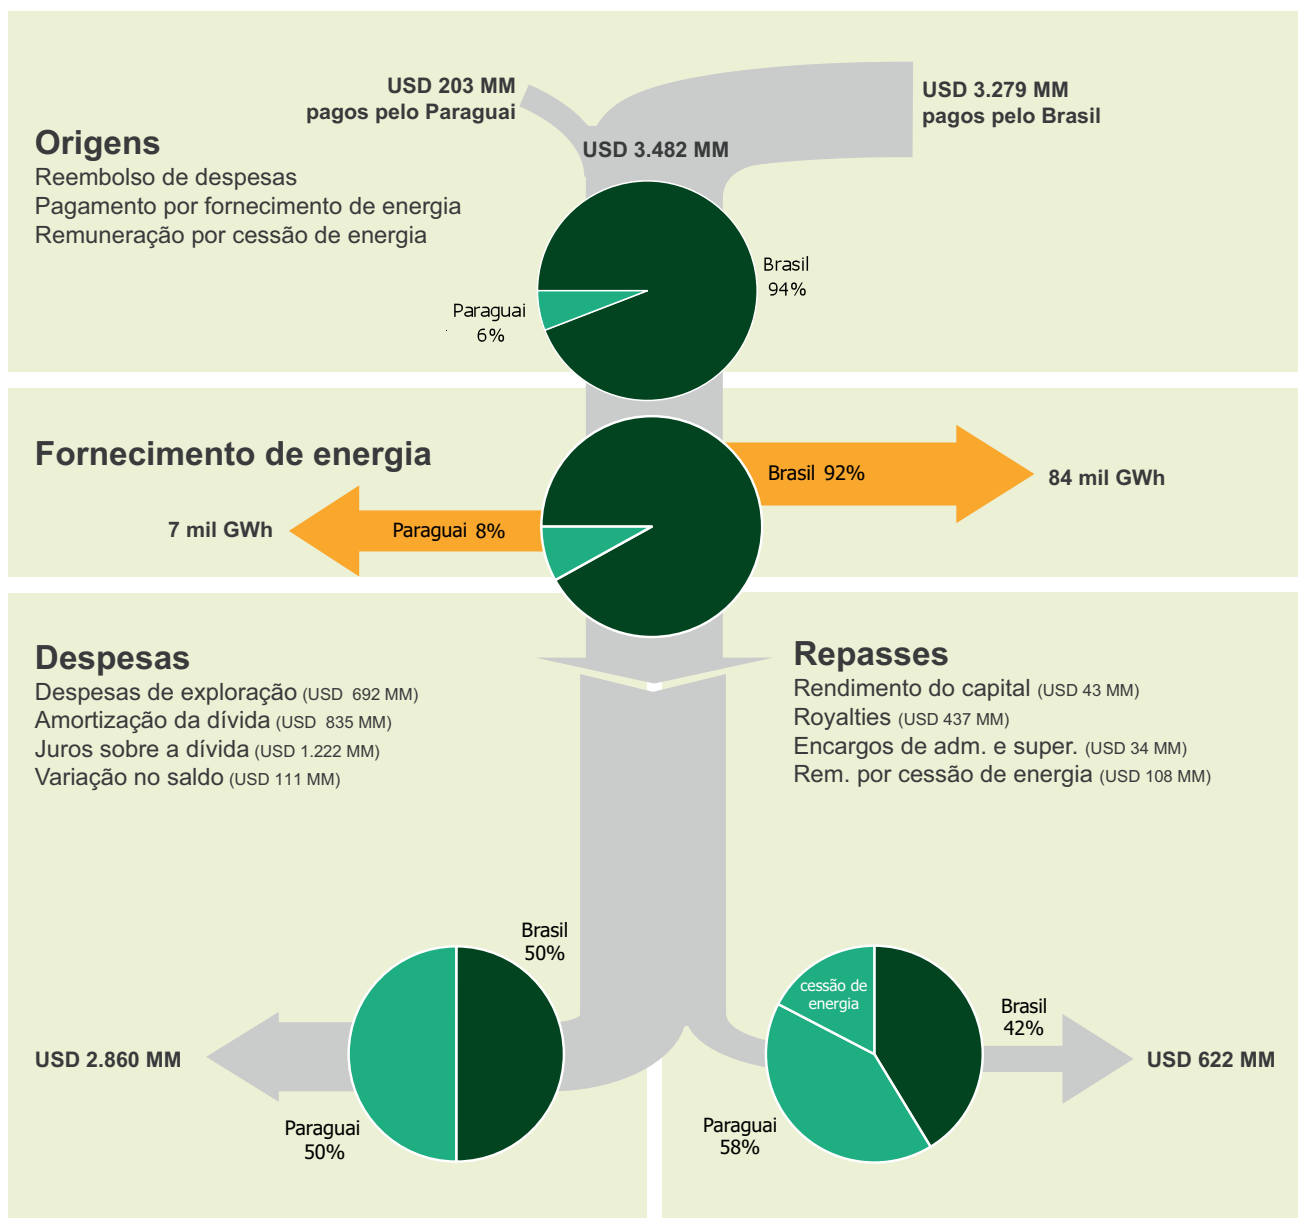 USD 203 MM
pagos pelo Paraguai
USD 3.279 MM
pagos pelo Brasil
Origens
USD 3.482 MM
Reembolso de despesas
Pagamento por fornecimento de energia
Remuneração por cessão de energia
Brasil
94%
Paraguai
6%
Fornecimento de energia
Brasil 92%
84 mil GWh
7 mil GWh
Paraguai 8%
Despesas
Despesas de exploração (USD 692 MM)
Amortização da dívida (USD 835 MM)
Juros sobre a dívida (USD 1.222 MM)
Variação no saldo (USD 111 MM)
Repasses
Rendimento do capital (USD 43 MM)
Royalties (USD 437 MM)
Encargos de adm. e super. (USD 34 MM)
Rem. por cessão de energia (USD 108 MM)
Brasil
50%
USD 2.860 MM
Paraguai
50%
cessão de
energia
Brasil
42%
USD 622 MM
Paraguai
58%